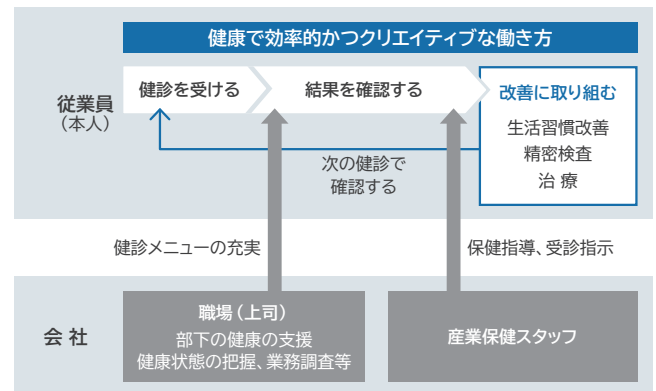 健康で効率的かつクリエイティブな働き方
従業員
（本人）
健診を受ける
結果を確認する
改善に取り組む
生活習慣改善
精密検査
治 療
次の健診で
確認する
健診メニューの充実
保健指導、受診指示
会 社
職場（上司）
部下の健康の支援
健康状態の把握、業務調査等
産業保健スタッフ